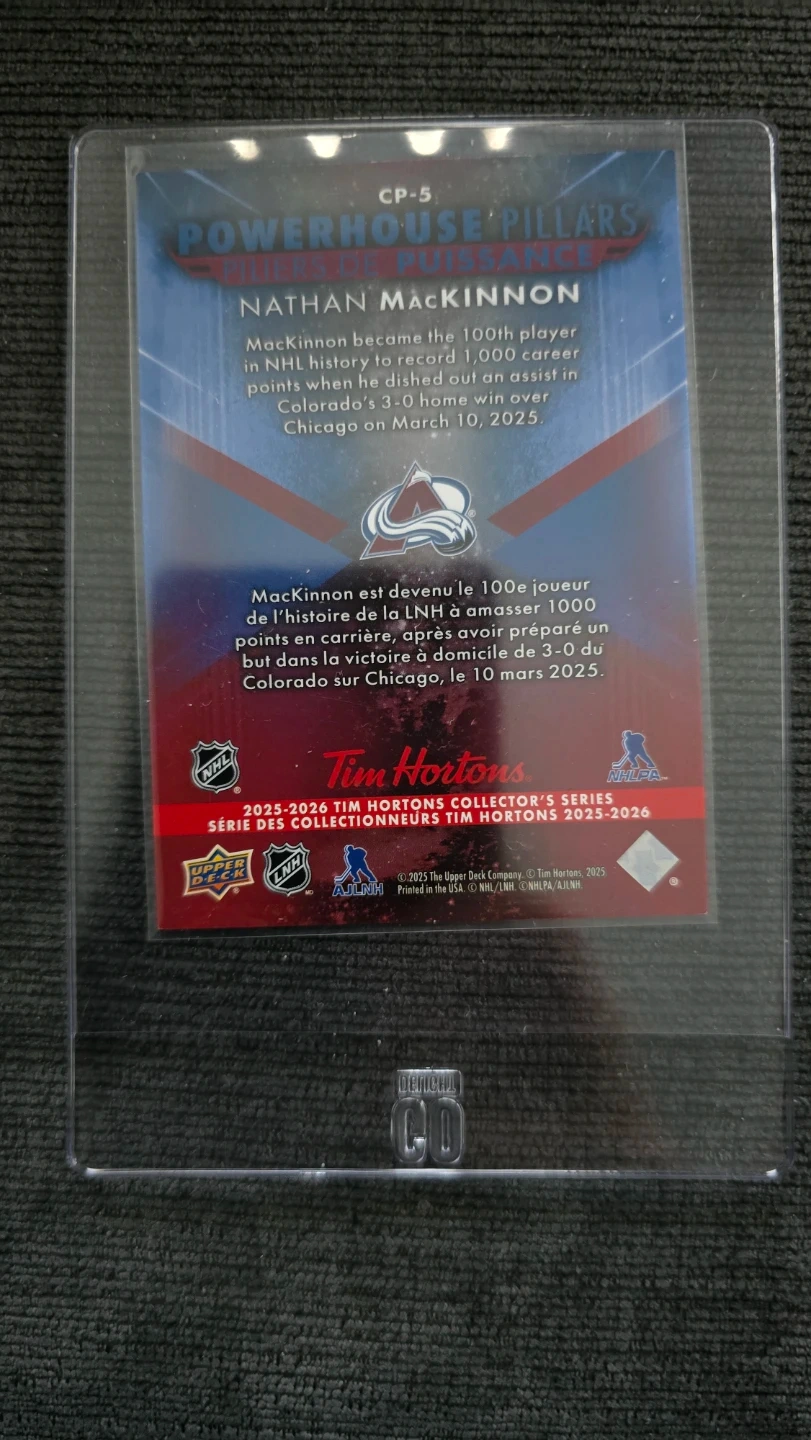 CP-5
POWERHOUSE PILLARS
PILIERS DE PUISSANCE
NATHAN MacKINNON
MacKinnon became the 100th player
in NHL history to record 1,000 career
points when he dished out an assist in
Colorado's 3-0 home win over
Chicago on March 10, 2025.
A
MacKinnon est devenu le 100e joueur
de l'histoire de la LNH à amasser 1000
points en carrière, après avoir préparé un
but dans la victoire à domicile de 3-0 du
Colorado sur Chicago, le 10 mars 2025.
NHL ® Tim Hortons NHLPA
2025-2026 TIM HORTONS COLLECTOR'S SERIES
SÉRIE DES COLLECTIONNEURS TIM HORTONS 2025-2026
UPPER DECK LNH MD AJLNH
© 2025 The Upper Deck Company. © Tim Hortons, 2025
Printed in the USA. © NHL/LNH. ©NHLPA/AJLNH.